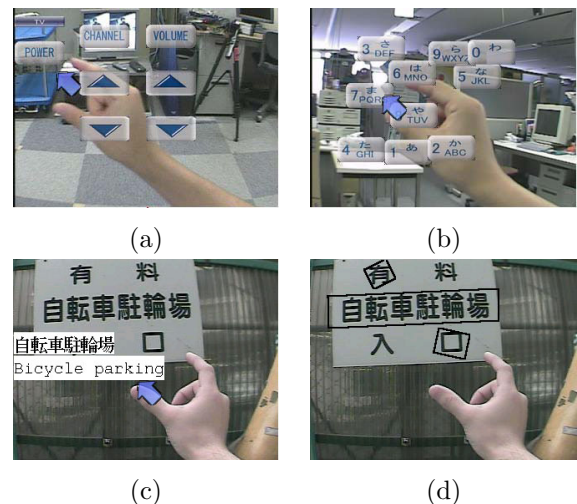 TV
POWER
CHANNEL
VOLUME
3 さ DEF
9 ら WXYZ
0 わ
6 は MNO
5 な JKL
7 ま PQRS
や TUV
4 た GHI
1 あ
2 か ABC
(a)
(b)
有料
自転車駐輪場
自転車駐輪場
口
Bicycle parking
有料
自転車駐輪場
入口
(c)
(d)